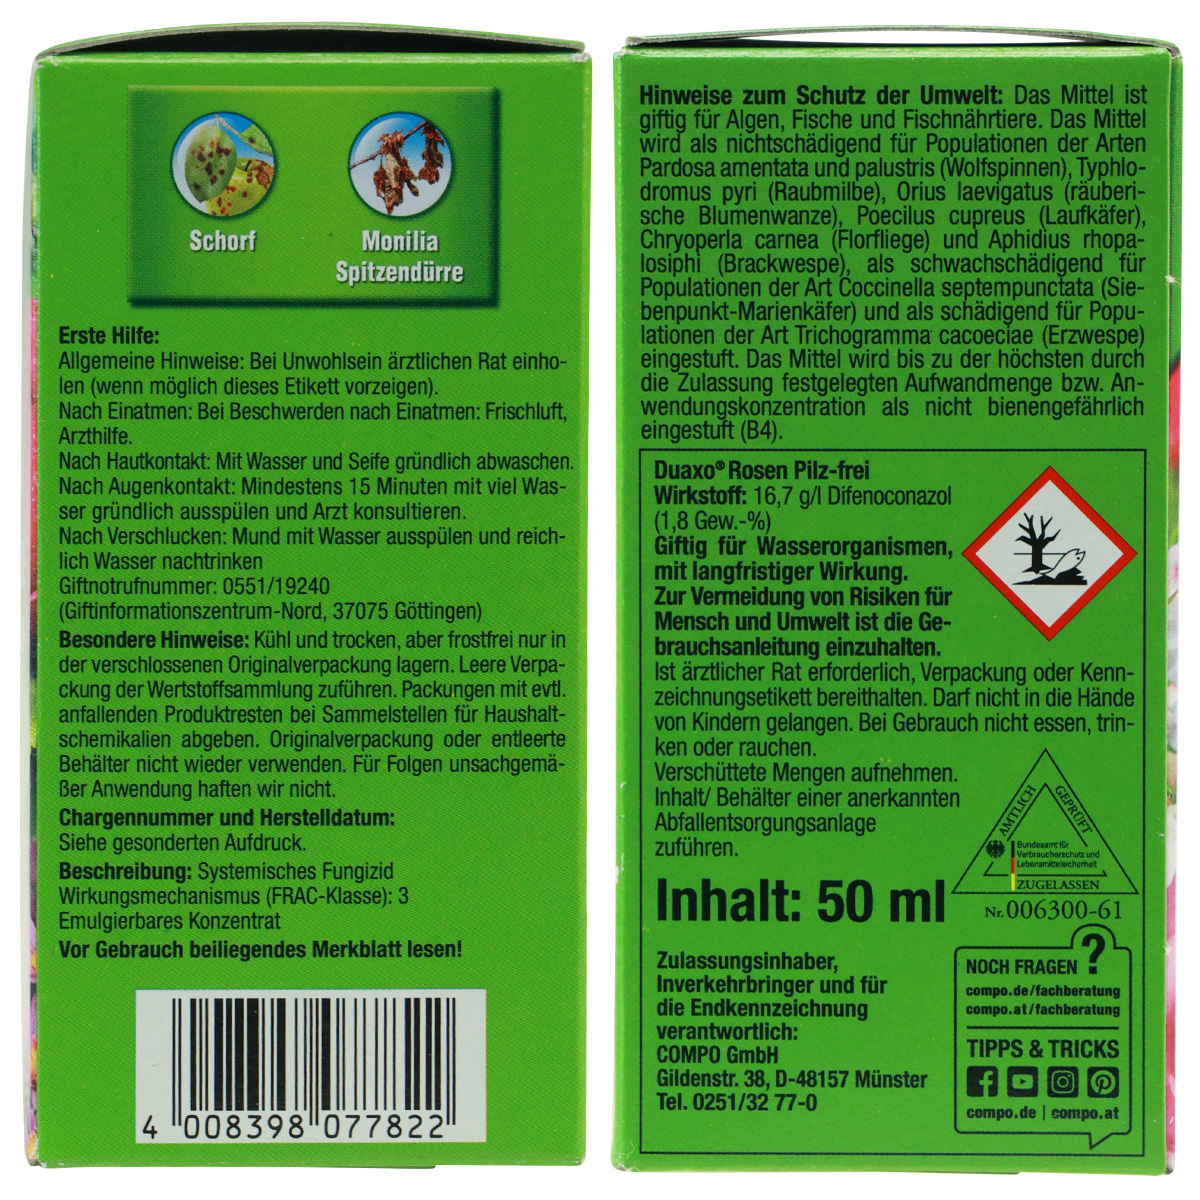 Schorf
Monilia
Spitzendürre
Erste Hilfe:
Allgemeine Hinweise: Bei Unwohlsein ärztlichen Rat einho-
len (wenn möglich dieses Etikett vorzeigen).
Nach Einatmen: Bei Beschwerden nach Einatmen: Frischluft,
Arzthilfe.
Nach Hautkontakt: Mit Wasser und Seife gründlich abwaschen.
Nach Augenkontakt: Mindestens 15 Minuten mit viel Was-
ser gründlich ausspülen und Arzt konsultieren.
Nach Verschlucken: Mund mit Wasser ausspülen und reich-
lich Wasser nachtrinken
Giftnotrufnummer: 0551/19240
(Giftinformationszentrum-Nord, 37075 Göttingen)
Besondere Hinweise: Kühl und trocken, aber frostfrei nur in
der verschlossenen Originalverpackung lagern. Leere Verpa-
ckung der Wertstoffsammlung zuführen. Packungen mit evtl.
anfallenden Produktresten bei Sammelstellen für Haushalt-
schemikalien abgeben. Originalverpackung oder entleerte
Behälter nicht wieder verwenden. Für Folgen unsachgemä-
ßer Anwendung haften wir nicht.
Chargennummer und Herstelldatum:
Siehe gesonderten Aufdruck.
Beschreibung: Systemisches Fungizid
Wirkungsmechanismus (FRAC-Klasse): 3
Emulgierbares Konzentrat
Vor Gebrauch beiliegendes Merkblatt lesen!
4 008398 077822
Hinweise zum Schutz der Umwelt: Das Mittel ist
giftig für Algen, Fische und Fischnährtiere. Das Mittel
wird als nichtschädigend für Populationen der Arten
Pardosa amentata und palustris (Wolfspinnen), Typhlo-
dromus pyri (Raubmilbe), Orius laevigatus (räuberi-
sche Blumenwanze), Poecilus cupreus (Laufkäfer),
Chryoperla carnea (Florfliege) und Aphidius rhopa-
losiphi (Brackwespe), als schwachschädigend für
Populationen der Art Coccinella septempunctata (Sie-
benpunkt-Marienkäfer) und als schädigend für Popu-
lationen der Art Trichogramma cacoeciae (Erzwespe)
eingestuft. Das Mittel wird bis zu der höchsten durch
die Zulassung festgelegten Aufwandmenge bzw. An-
wendungskonzentration als nicht bienengefährlich
eingestuft (B4).
Duaxo® Rosen Pilz-frei
Wirkstoff: 16,7 g/l Difenoconazol
(1,8 Gew.-%)
Giftig für Wasserorganismen,
mit langfristiger Wirkung.
Zur Vermeidung von Risiken für
Mensch und Umwelt ist die Ge-
brauchsanleitung einzuhalten.
Ist ärztlicher Rat erforderlich, Verpackung oder Kenn-
zeichnungsetikett bereithalten. Darf nicht in die Hände
von Kindern gelangen. Bei Gebrauch nicht essen, trin-
ken oder rauchen.
Verschüttete Mengen aufnehmen.
Inhalt/ Behälter einer anerkannten
Abfallentsorgungsanlage
zuführen.
AMTLICH GEPRÜFT
Bundesamt für
Verbraucherschutz und
Lebensmittelsicherheit
ZUGELASSEN
Nr. 006300-61
Inhalt: 50 ml
Zulassungsinhaber,
Inverkehrbringer und für
die Endkennzeichnung
verantwortlich:
COMPO GmbH
Gildenstr. 38, D-48157 Münster
Tel. 0251/32 77-0
NOCH FRAGEN ?
compo.de/fachberatung
compo.at/fachberatung
TIPPS & TRICKS
compo.de | compo.at